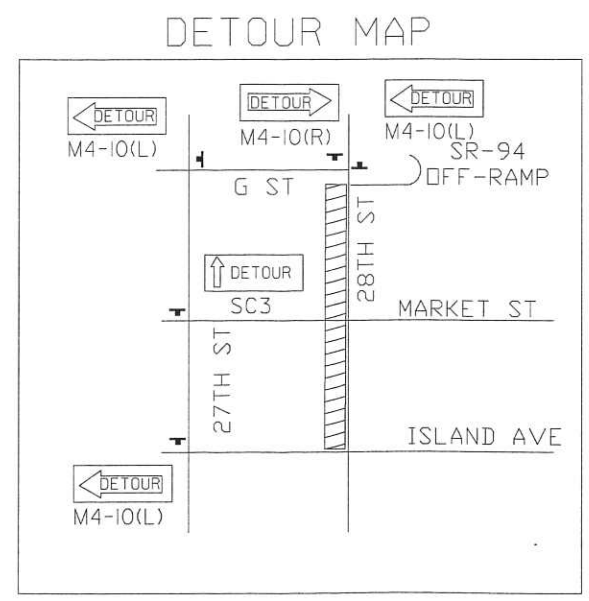 DETOUR MAP
DETOUR
M4-10(L)
DETOUR
M4-10(R)
DETOUR
M4-10(L)
SR-94
OFF-RAMP
G ST
28TH ST
DETOUR
SC3
MARKET ST
27TH ST
ISLAND AVE
DETOUR
M4-10(L)